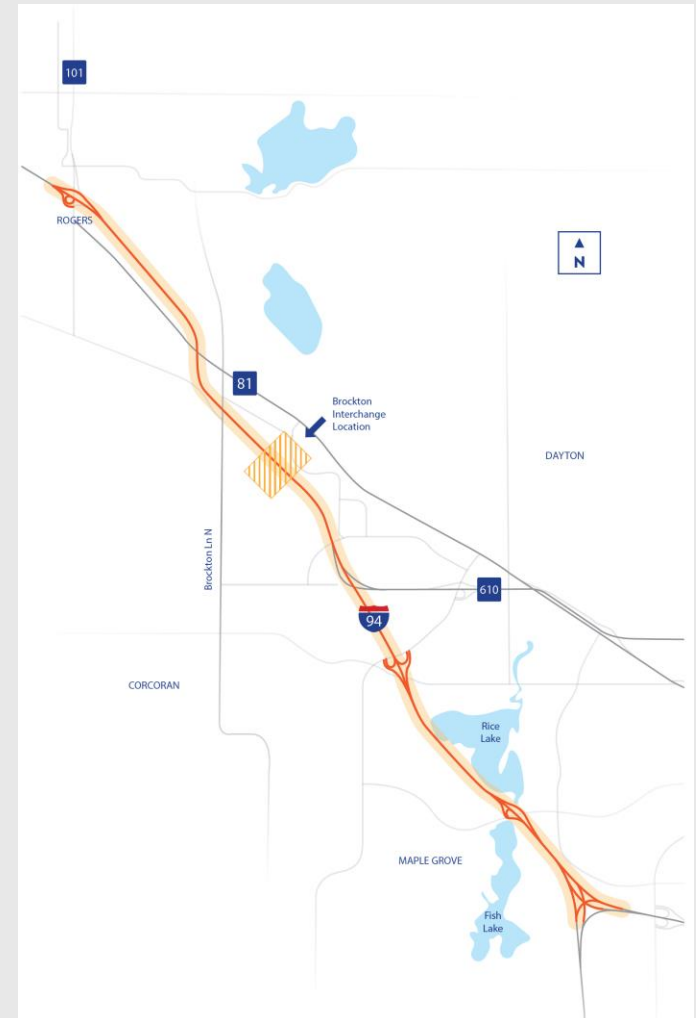 101
ROGERS
N
81
Brockton
Interchange
Location
DAYTON
Brockton Ln N
610
94
CORCORAN
Rice
Lake
MAPLE GROVE
Fish
Lake